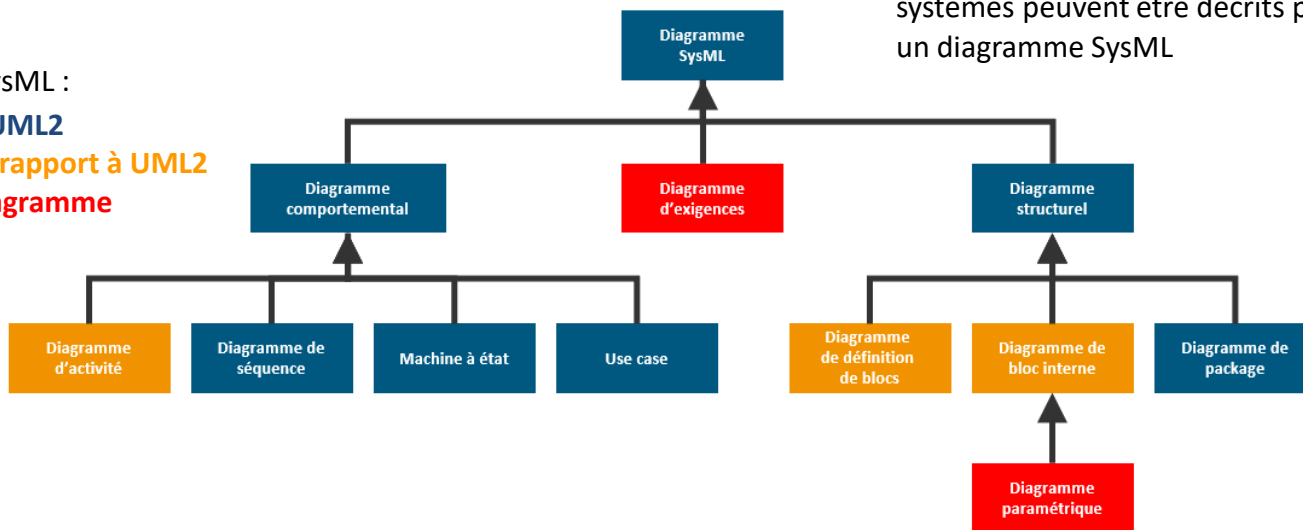 systèmes peuvent être décrits p
un diagramme SysML
sML :
UML2
rapport à UML2
gramme
Diagramme
SysML
Diagramme
comportemental
Diagramme
d'exigences
Diagramme
structurel
Diagramme
d'activité
Diagramme de
séquence
Machine à état
Use case
Diagramme
de définition
de blocs
Diagramme de
bloc interne
Diagramme de
package
Diagramme
paramétrique